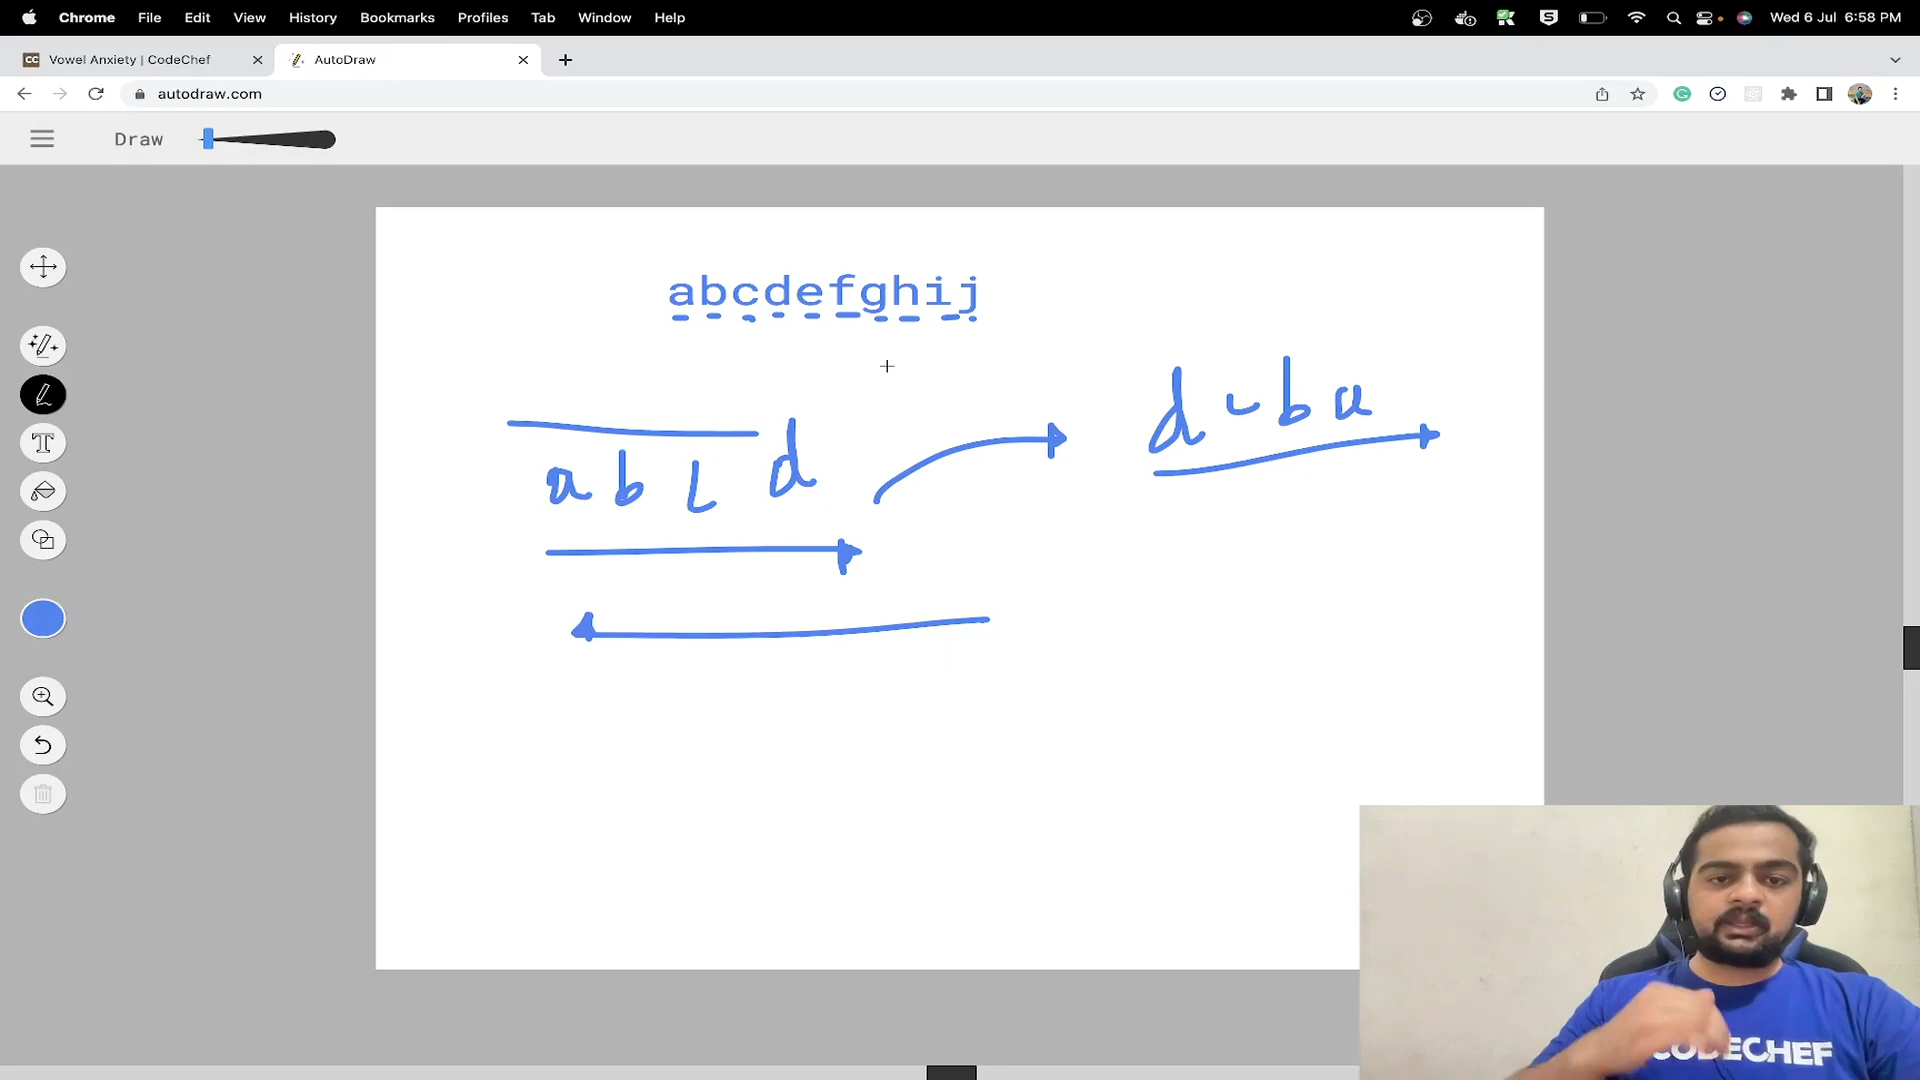 Chrome File Edit View History Bookmarks Profiles Tab Window Help Wed 6 Jul 6:58 PM
CC Vowel Anxiety | CodeChef AutoDraw
autodraw.com
Draw
abcdefghij
d c b a
a b c d
T
CODECHEF